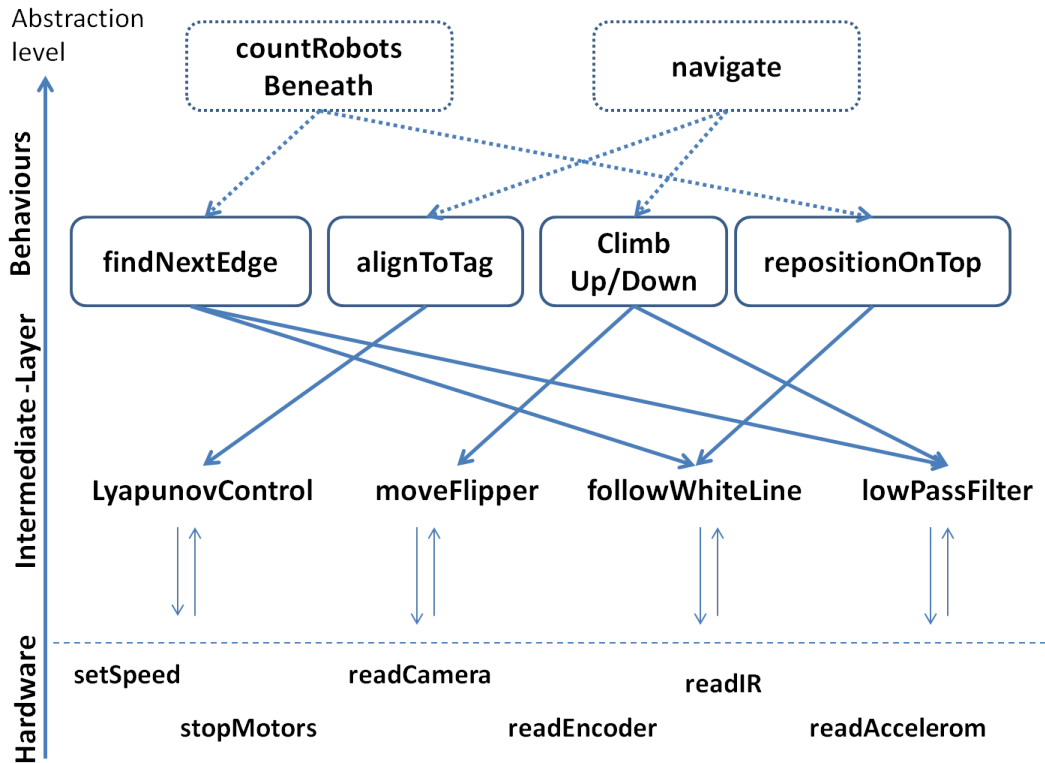 Abstraction
level
countRobots
Beneath
navigate
Behaviours
findNextEdge
alignToTag
Climb
Up/Down
repositionOnTop
Intermediate -Layer
LyapunovControl
moveFlipper
followWhiteLine
lowPassFilter
Hardware
setSpeed
readCamera
readIR
stopMotors
readEncoder
readAccelerom